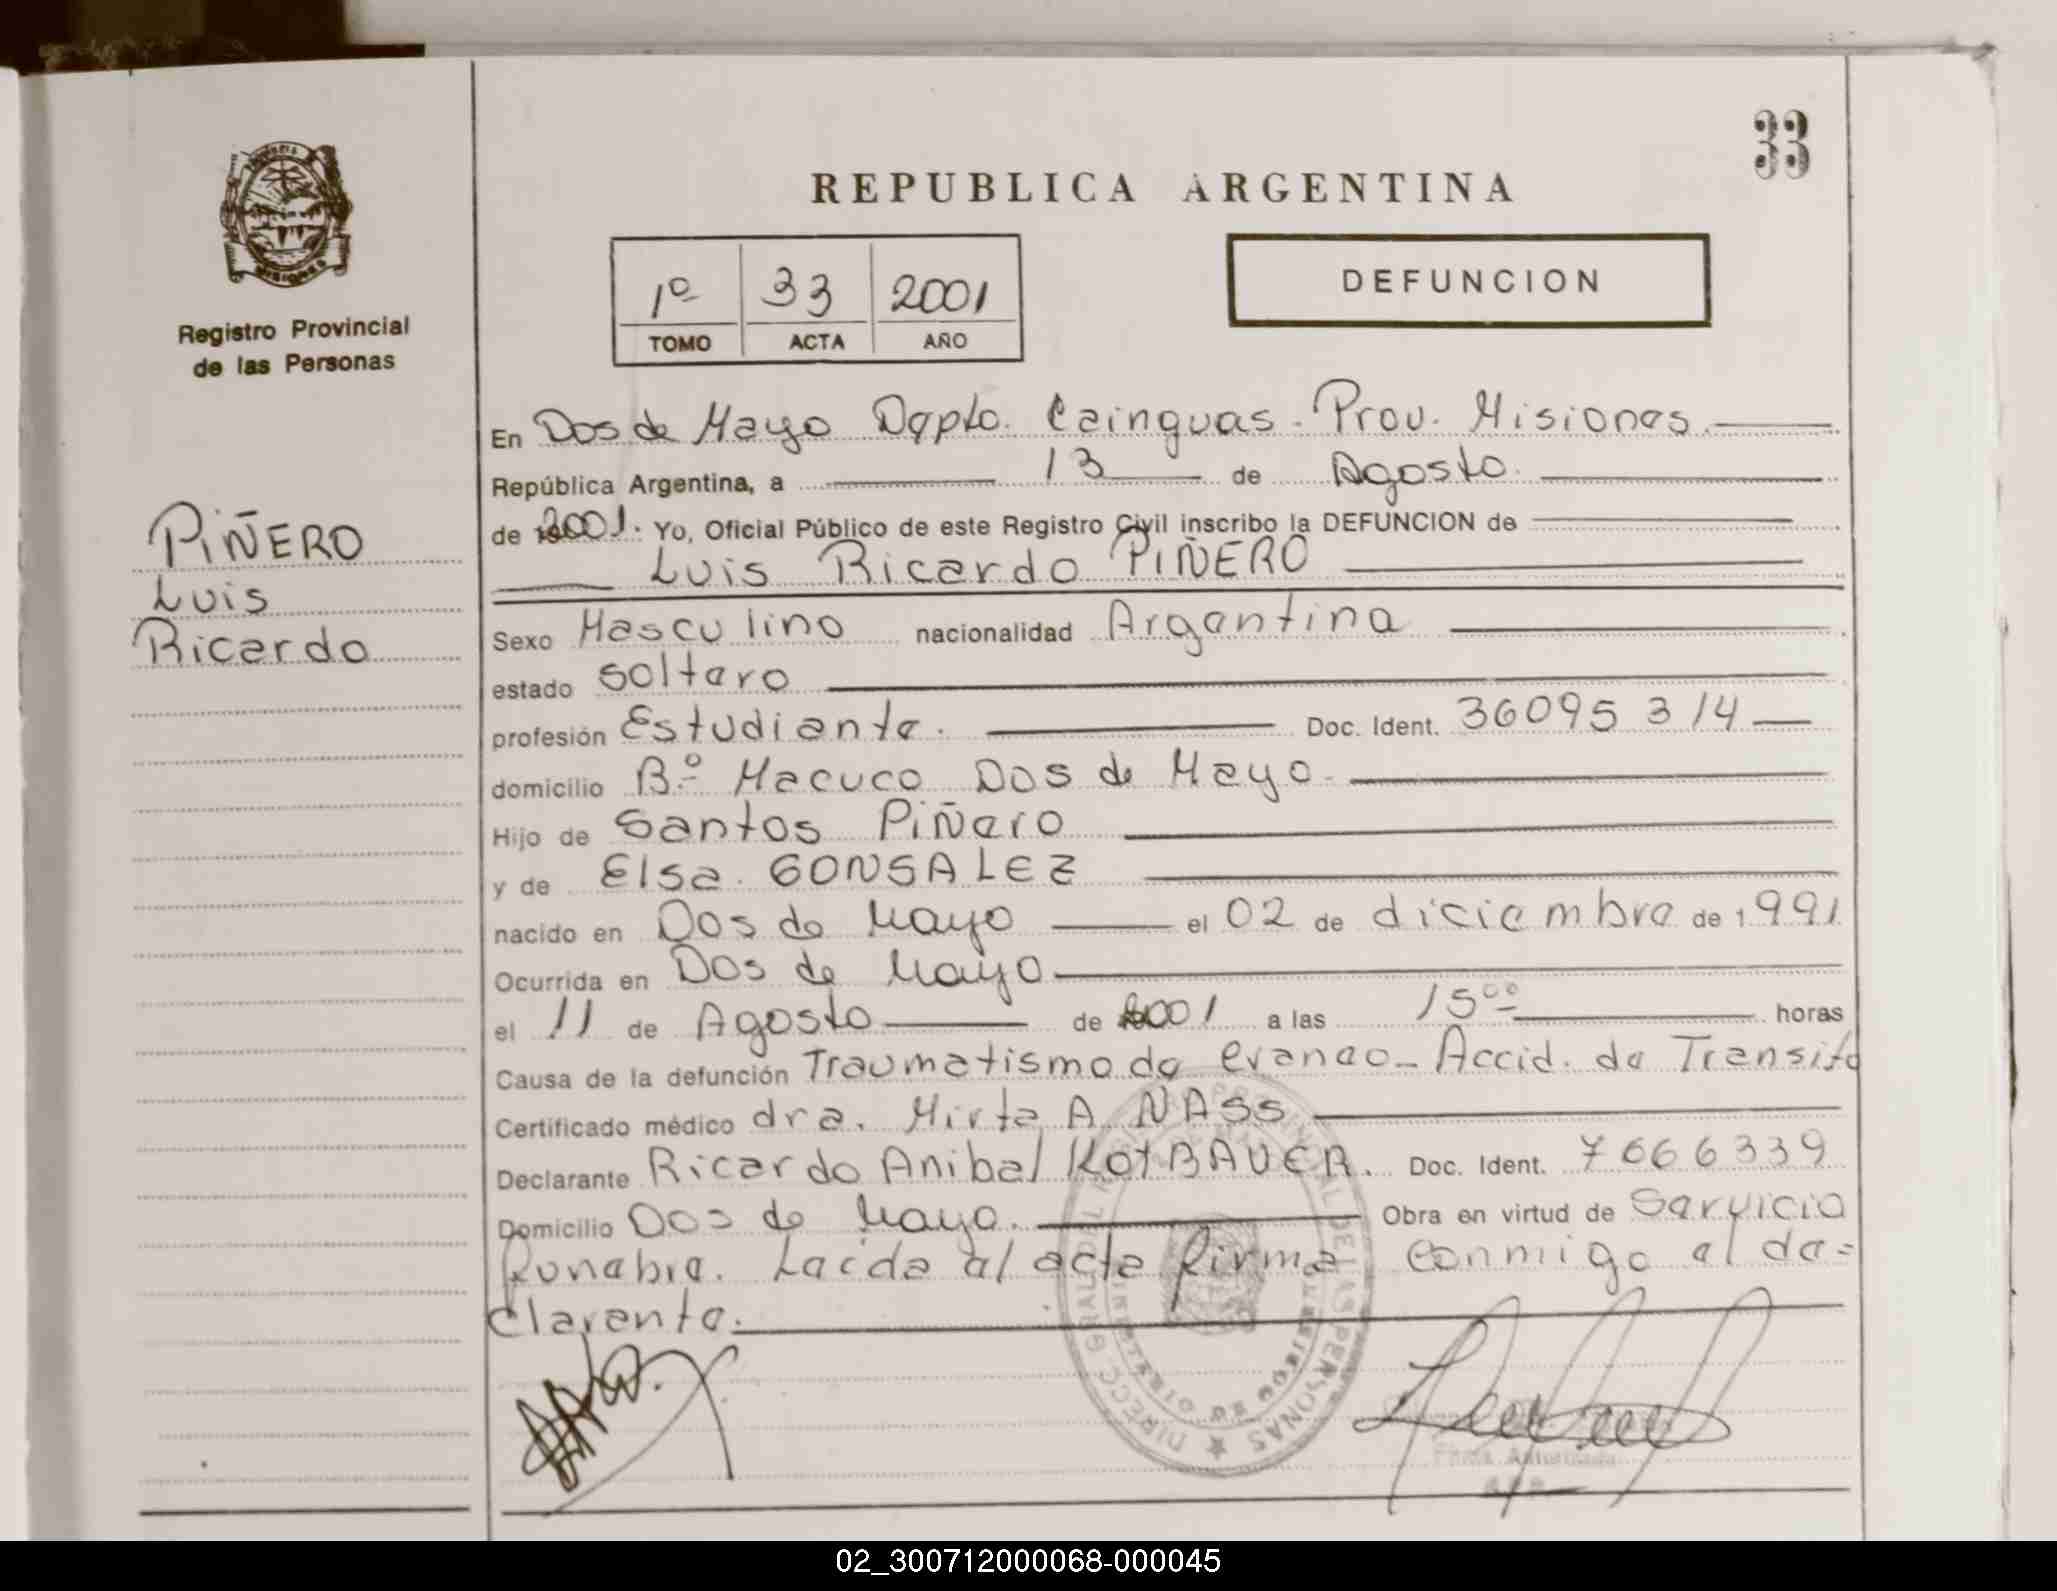 33
REPUBLICA ARGENTINA
1º 33 2001
TOMO ACTA AÑO
DEFUNCION
MISIONES
Registro Provincial
de las Personas
PIÑERO
Luis
Ricardo
En Dos de Mayo Dpto. Cainguas - Prov. Misiones.
República Argentina, a 13 de Agosto.
de 2001. Yo, Oficial Público de este Registro Civil inscribo la DEFUNCION de
Luis Ricardo PIÑERO
Sexo Masculino nacionalidad Argentina
estado soltero
profesión Estudiante. Doc. Ident. 36095314
domicilio Bº Macuco Dos de Mayo.
Hijo de Santos Piñero
y de Elsa GONSALEZ
nacido en Dos de Mayo el 02 de diciembre de 1.991
Ocurrida en Dos de Mayo
el 11 de Agosto de 2001 a las 15⁰⁰ horas
Causa de la defunción Traumatismo de craneo - Accid. de Transito
Certificado médico dra. Mirta A. NASS
Declarante Ricardo Anibal KOTBAUER. Doc. Ident. 7666339
Domicilio Dos de Mayo. Obra en virtud de Servicio
Funebre. Leida el acta firma conmigo el de=
clarante.
Firma Autorizada
02_300712000068-000045